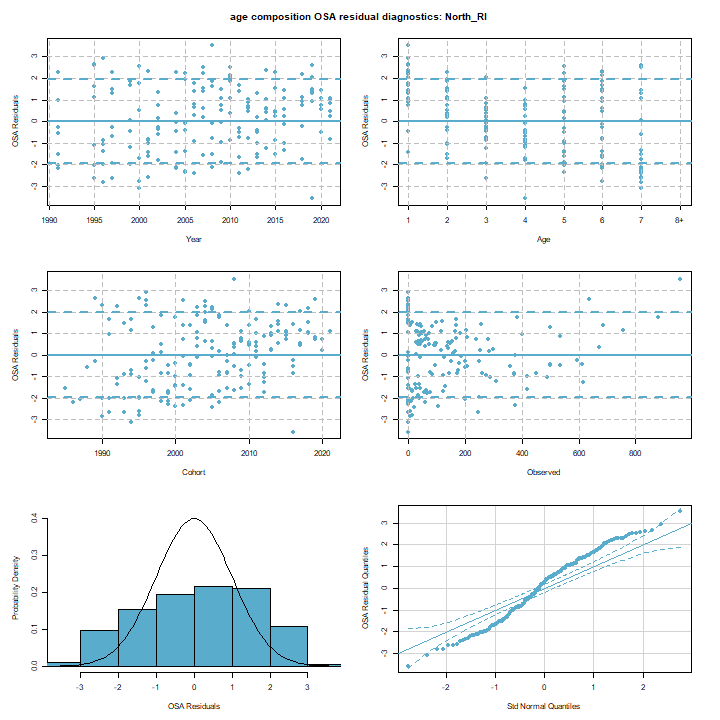 age composition OSA residual diagnostics: North_RI
OSA Residuals
3
2
1
0
-1
-2
-3
1990 1995 2000 2005 2010 2015 2020
Year
OSA Residuals
3
2
1
0
-1
-2
-3
1 2 3 4 5 6 7 8+
Age
OSA Residuals
3
2
1
0
-1
-2
-3
1990 2000 2010 2020
Cohort
OSA Residuals
3
2
1
0
-1
-2
-3
0 200 400 600 800
Observed
Probability Density
0.4
0.3
0.2
0.1
0.0
-3 -2 -1 0 1 2 3
OSA Residuals
OSA Residual Quantiles
3
2
1
0
-1
-2
-3
-2 -1 0 1 2
Std Normal Quantiles